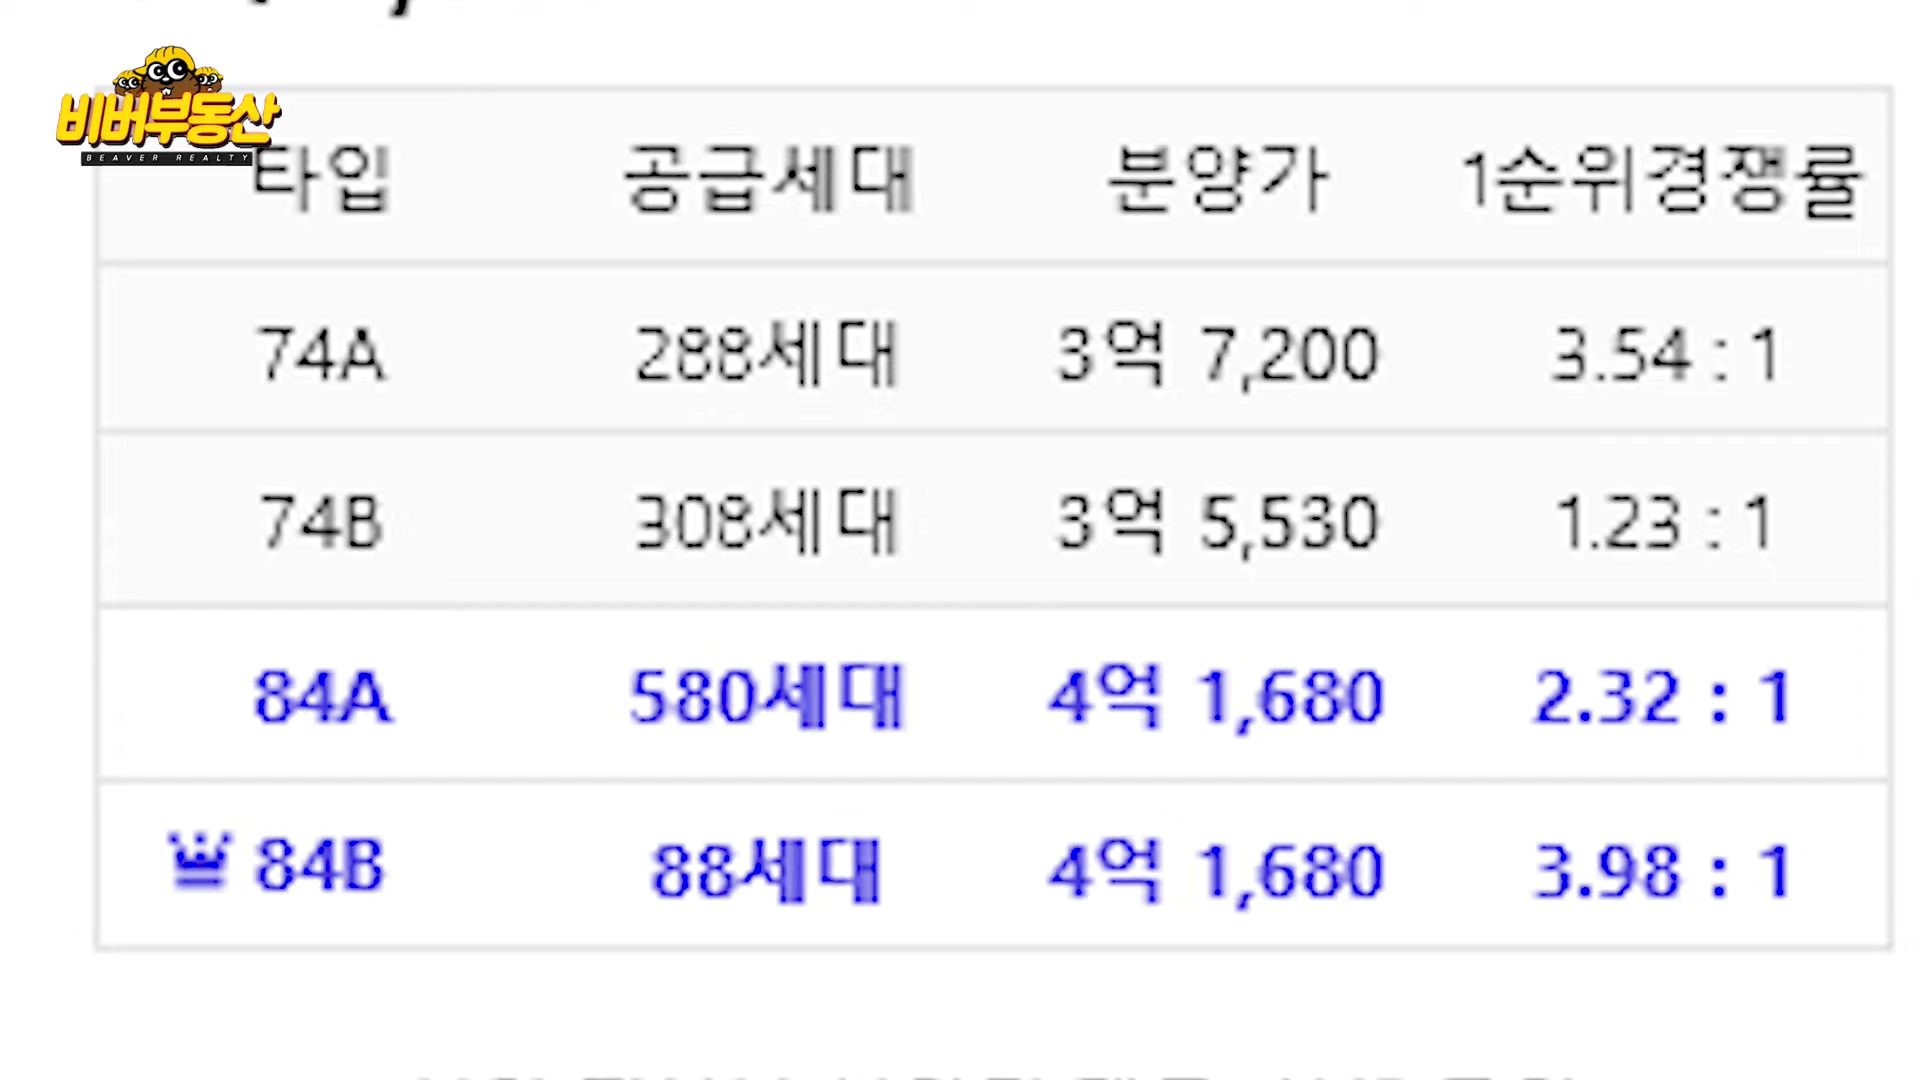 비버부동산
BEAVER REALTY
타입 공급세대 분양가 1순위경쟁률
74A 288세대 3억 7,200 3.54 : 1
74B 308세대 3억 5,530 1.23 : 1
84A 580세대 4억 1,680 2.32 : 1
84B 88세대 4억 1,680 3.98 : 1